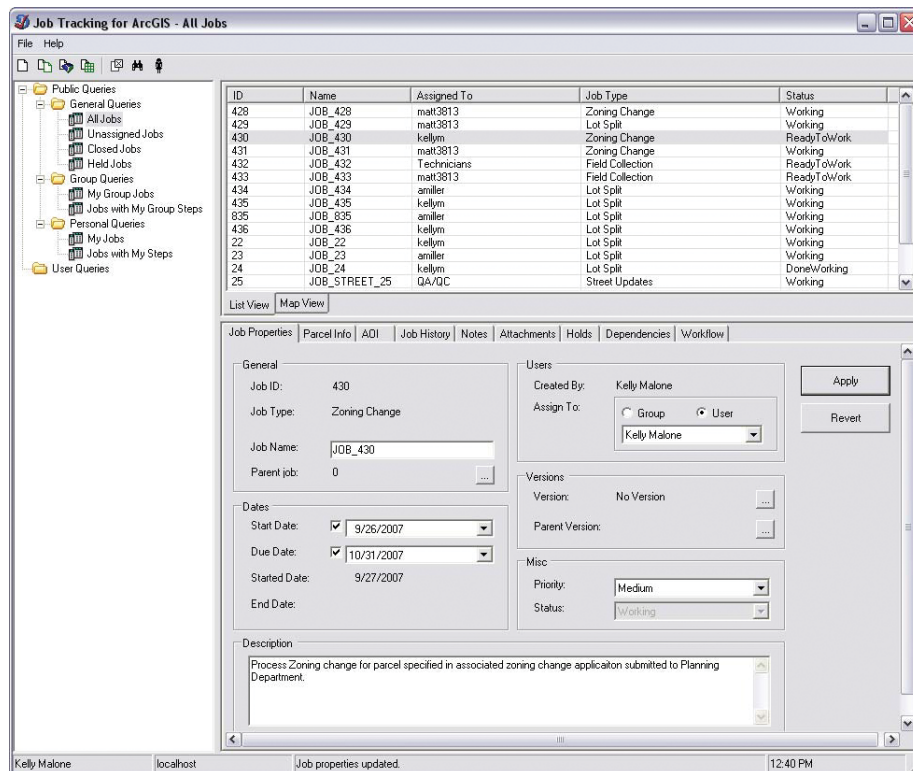 Job Tracking for ArcGIS - All Jobs
File Help
Public Queries
General Queries
All Jobs
Unassigned Jobs
Closed Jobs
Held Jobs
Group Queries
My Group Jobs
Jobs with My Group Steps
Personal Queries
My Jobs
Jobs with My Steps
User Queries
ID Name Assigned To Job Type Status
428 JOB_428 matt3813 Zoning Change Working
429 JOB_429 matt3813 Lot Split Working
430 JOB_430 kellym Zoning Change ReadyToWork
431 JOB_431 matt3813 Zoning Change Working
432 JOB_432 Technicians Field Collection ReadyToWork
433 JOB_433 matt3813 Field Collection ReadyToWork
434 JOB_434 amiller Lot Split Working
435 JOB_435 kellym Lot Split Working
835 JOB_835 amiller Lot Split Working
436 JOB_436 kellym Lot Split Working
22 JOB_22 kellym Lot Split Working
23 JOB_23 amiller Lot Split Working
24 JOB_24 kellym Lot Split DoneWorking
25 JOB_STREET_25 QA/QC Street Updates Working
List View Map View
Job Properties Parcel Info AOI Job History Notes Attachments Holds Dependencies Workflow
General
Job ID: 430
Job Type: Zoning Change
Job Name: JOB_430
Parent job: 0 ...
Dates
Start Date: 9/26/2007
Due Date: 10/31/2007
Started Date: 9/27/2007
End Date:
Users
Created By: Kelly Malone
Assign To: Group User
Kelly Malone
Versions
Version: No Version ...
Parent Version: ...
Misc
Priority: Medium
Status: Working
Apply
Revert
Description
Process Zoning change for parcel specified in associated zoning change applicaiton submitted to Planning
Department.
Kelly Malone localhost Job properties updated. 12:40 PM